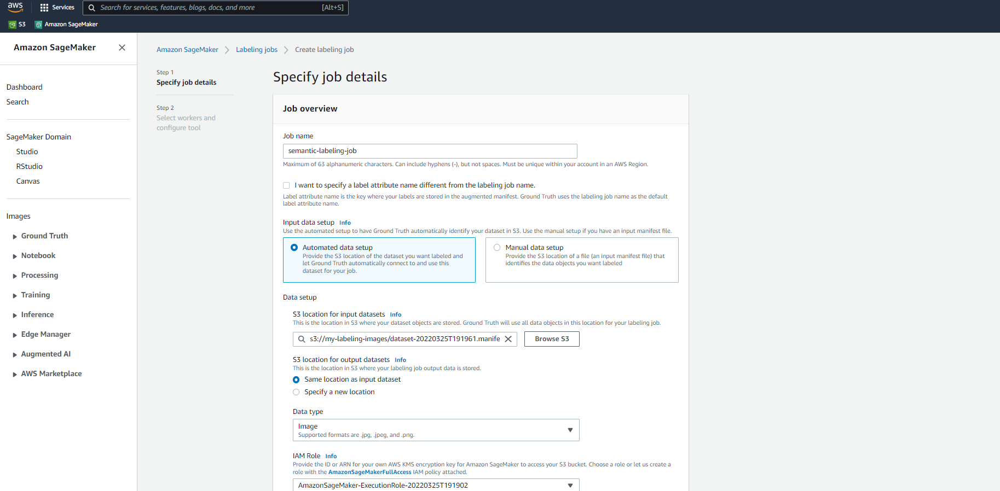 aws
Services
Search for services, features, blogs, docs, and more
[Alt+S]
S3
Amazon SageMaker
Amazon SageMaker
Dashboard
Search
SageMaker Domain
Studio
RStudio
Canvas
Images
Ground Truth
Notebook
Processing
Training
Inference
Edge Manager
Augmented AI
AWS Marketplace
Amazon SageMaker
Labeling jobs
Create labeling job
Step 1
Specify job details
Step 2
Select workers and
configure tool
Specify job details
Job overview
Job name
semantic-labeling-job
Maximum of 63 alphanumeric characters. Can include hyphens (-), but not spaces. Must be unique within your account in an AWS Region.
I want to specify a label attribute name different from the labeling job name.
Label attribute name is the key where your labels are stored in the augmented manifest. Ground Truth uses the labeling job name as the default
label attribute name.
Input data setup Info
Use the automated setup to have Ground Truth automatically identify your dataset in S3. Use the manual setup if you have an input manifest file.
Automated data setup
Provide the S3 location of the dataset you want labeled and
let Ground Truth automatically connect to and use this
dataset for your job.
Manual data setup
Provide the S3 location of a file (an input manifest file) that
identifies the data objects you want labeled
Data setup
S3 location for input datasets Info
This is the location in S3 where your dataset objects are stored. Ground Truth will use all data objects in this location for your labeling job.
s3://my-labeling-images/dataset-20220325T191961.manife
Browse S3
S3 location for output datasets Info
This is the location in S3 where your labeling job output data is stored.
Same location as input dataset
Specify a new location
Data type
Image
Supported formats are .jpg, .jpeg, and .png.
IAM Role Info
Provide the ID or ARN for your own AWS KMS encryption key for Amazon SageMaker to access your S3 bucket. Choose a role or let us create a
role with the AmazonSageMakerFullAccess IAM policy attached.
AmazonSageMaker-ExecutionRole-20220325T191902